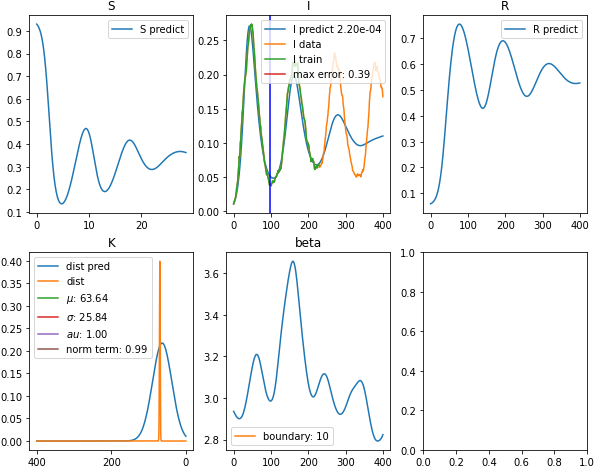 S
0.9
0.8
0.7
0.6
0.5
0.4
0.3
0.2
0.1
0 10 20
S predict
I
0.25
0.20
0.15
0.10
0.05
0.00
0 100 200 300 400
I predict 2.20e-04
I data
I train
max error: 0.39
R
0.7
0.6
0.5
0.4
0.3
0.2
0.1
0 100 200 300 400
R predict
K
0.40
0.35
0.30
0.25
0.20
0.15
0.10
0.05
0.00
400 200 0
dist pred
dist
μ: 63.64
σ: 25.84
au: 1.00
norm term: 0.99
beta
3.6
3.4
3.2
3.0
2.8
0 100 200 300 400
boundary: 10
1.0
0.8
0.6
0.4
0.2
0.0
0.0 0.2 0.4 0.6 0.8 1.0